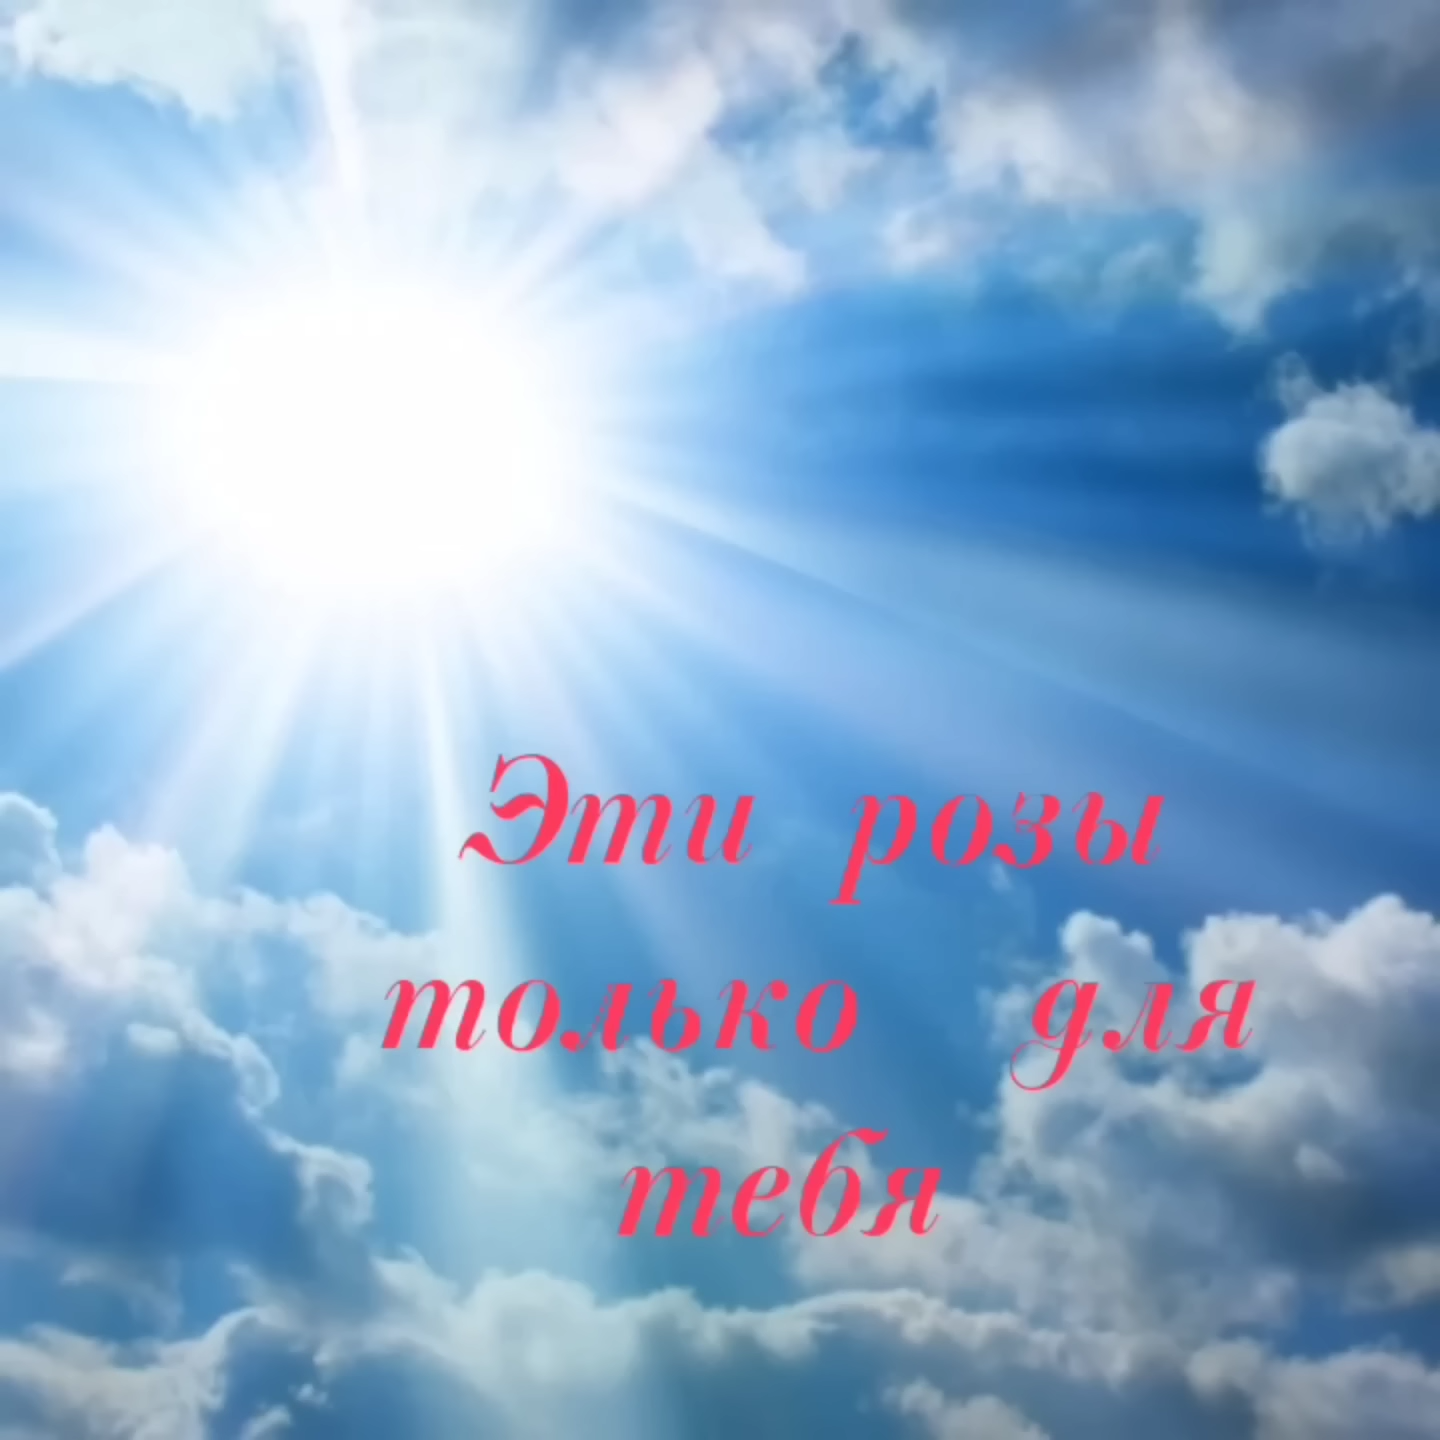 Эти розы
только для
тебя